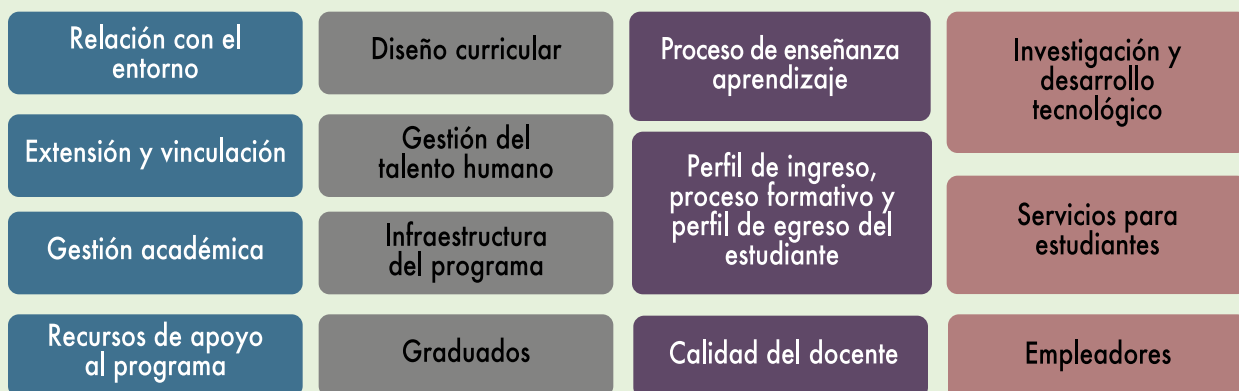 Relación con el
entorno
Extensión y vinculación
Gestión académica
Recursos de apoyo
al programa
Diseño curricular
Gestión del
talento humano
Infraestructura
del programa
Graduados
Proceso de enseñanza
aprendizaje
Perfil de ingreso,
proceso formativo y
perfil de egreso del
estudiante
Calidad del docente
Investigación y
desarrollo
tecnológico
Servicios para
estudiantes
Empleadores